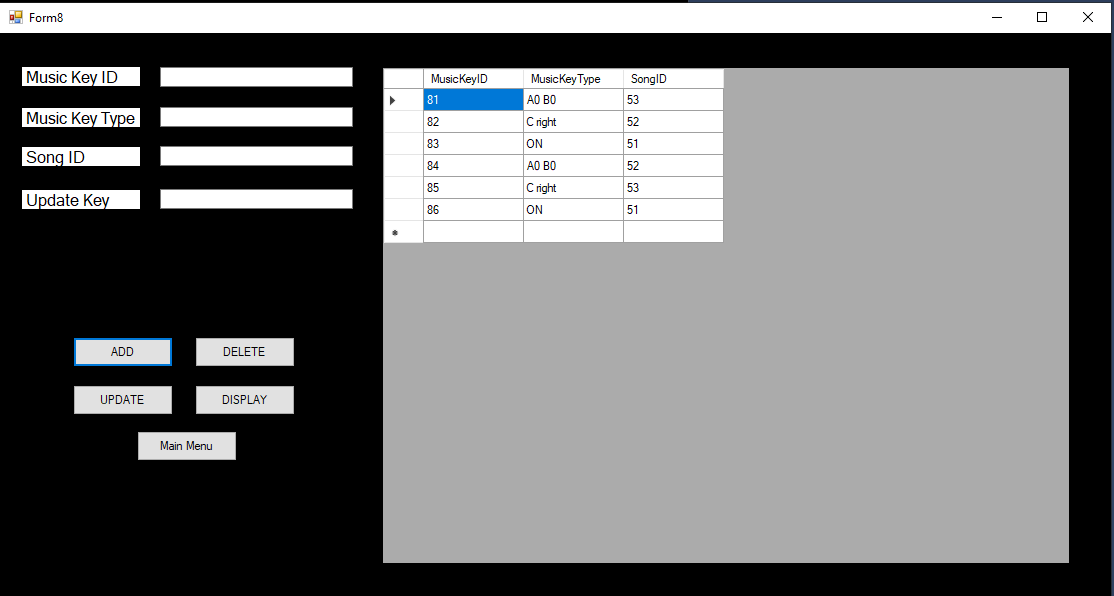 Form8
Music Key ID
Music Key Type
Song ID
Update Key
MusicKeyID MusicKeyType SongID
81 A0 B0 53
82 C right 52
83 ON 51
84 A0 B0 52
85 C right 53
86 ON 51
ADD DELETE
UPDATE DISPLAY
Main Menu